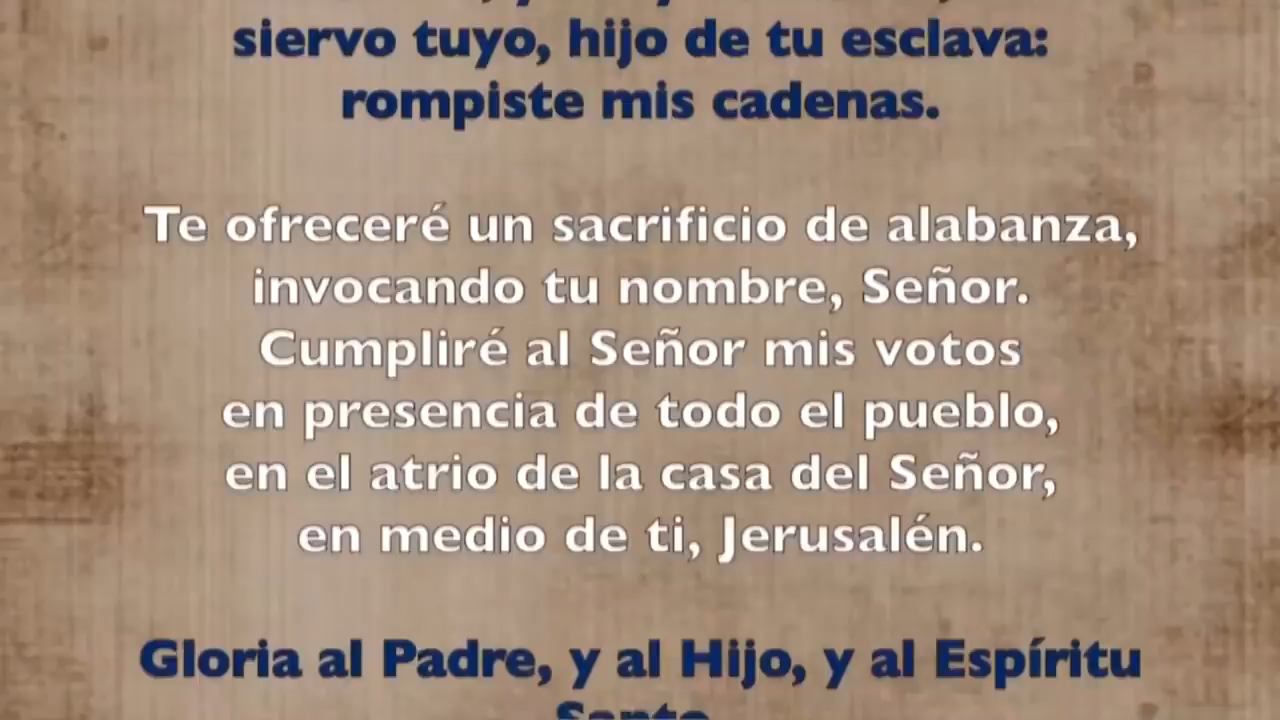 siervo tuyo, hijo de tu esclava:
rompiste mis cadenas.
Te ofreceré un sacrificio de alabanza,
invocando tu nombre, Señor.
Cumpliré al Señor mis votos
en presencia de todo el pueblo,
en el atrio de la casa del Señor,
en medio de ti, Jerusalén.
Gloria al Padre, y al Hijo, y al Espíritu